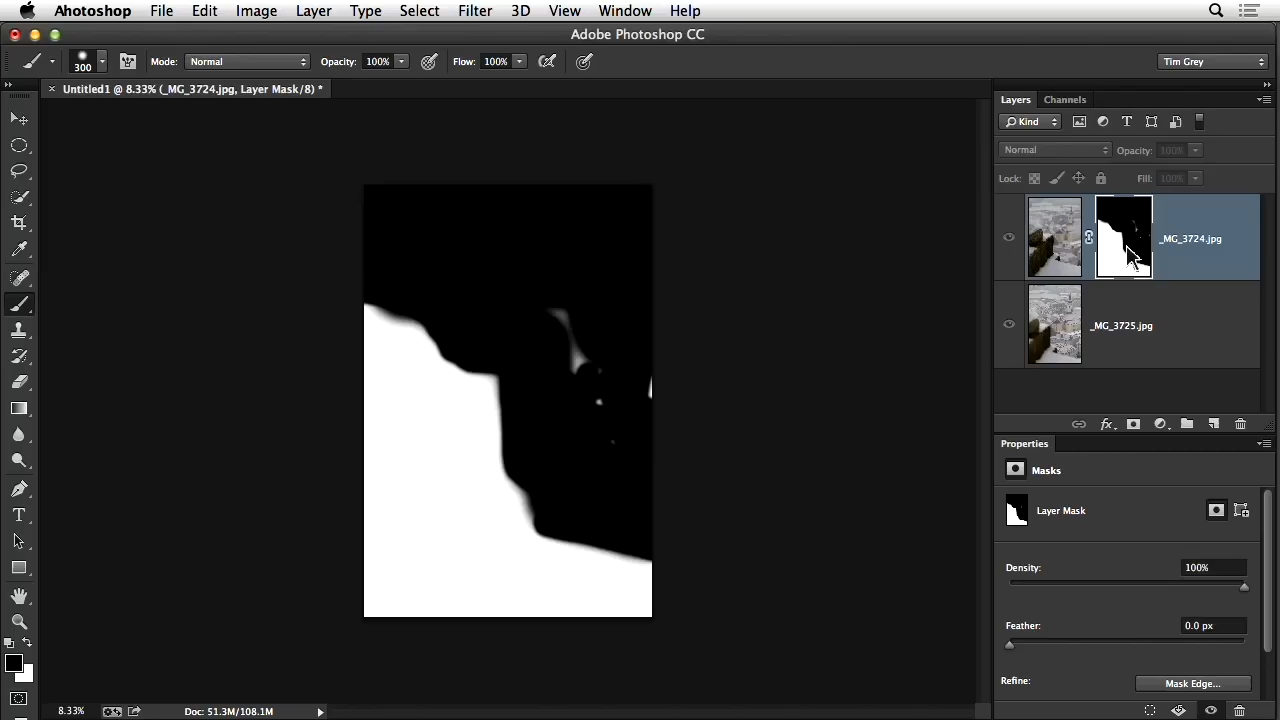 Ahotoshop File Edit Image Layer Type Select Filter 3D View Window Help
Adobe Photoshop CC
300 Mode: Normal Opacity: 100% Flow: 100% Tim Grey
× Untitled1 @ 8.33% (_MG_3724.jpg, Layer Mask/8) *
Layers Channels
Kind T
Normal Opacity: 100%
Lock: Fill: 100%
_MG_3724.jpg
_MG_3725.jpg
fx
Properties
Masks
Layer Mask
Density: 100%
Feather: 0.0 px
Refine: Mask Edge...
T
8.33% Doc: 51.3M/108.1M